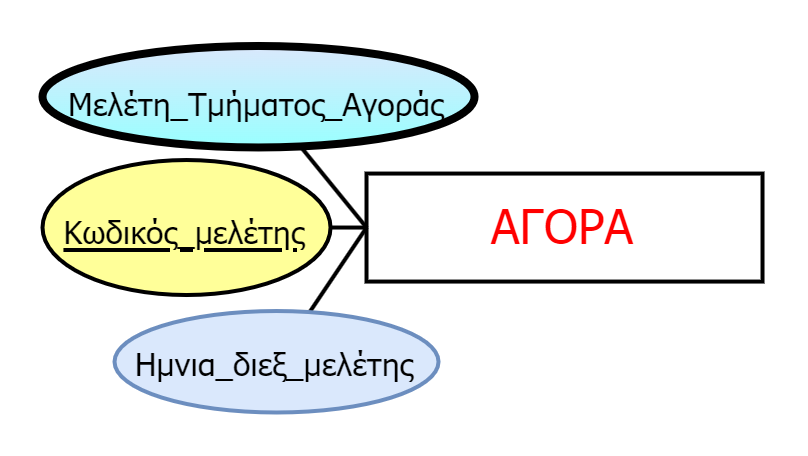 Μελέτη_Τμήματος_Αγοράς
Κωδικός_μελέτης
ΑΓΟΡΑ
Ημνια_διεξ_μελέτης